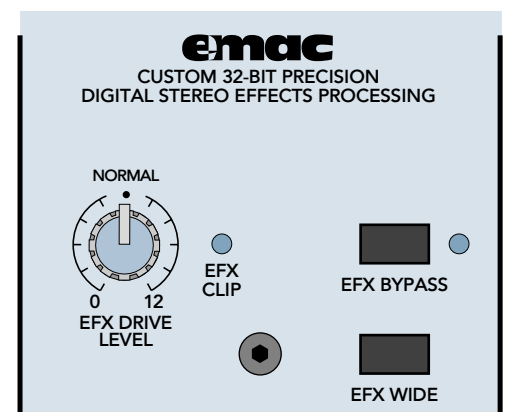 emac
CUSTOM 32-BIT PRECISION
DIGITAL STEREO EFFECTS PROCESSING
NORMAL
0 12
EFX DRIVE
LEVEL
EFX
CLIP
EFX BYPASS
EFX WIDE